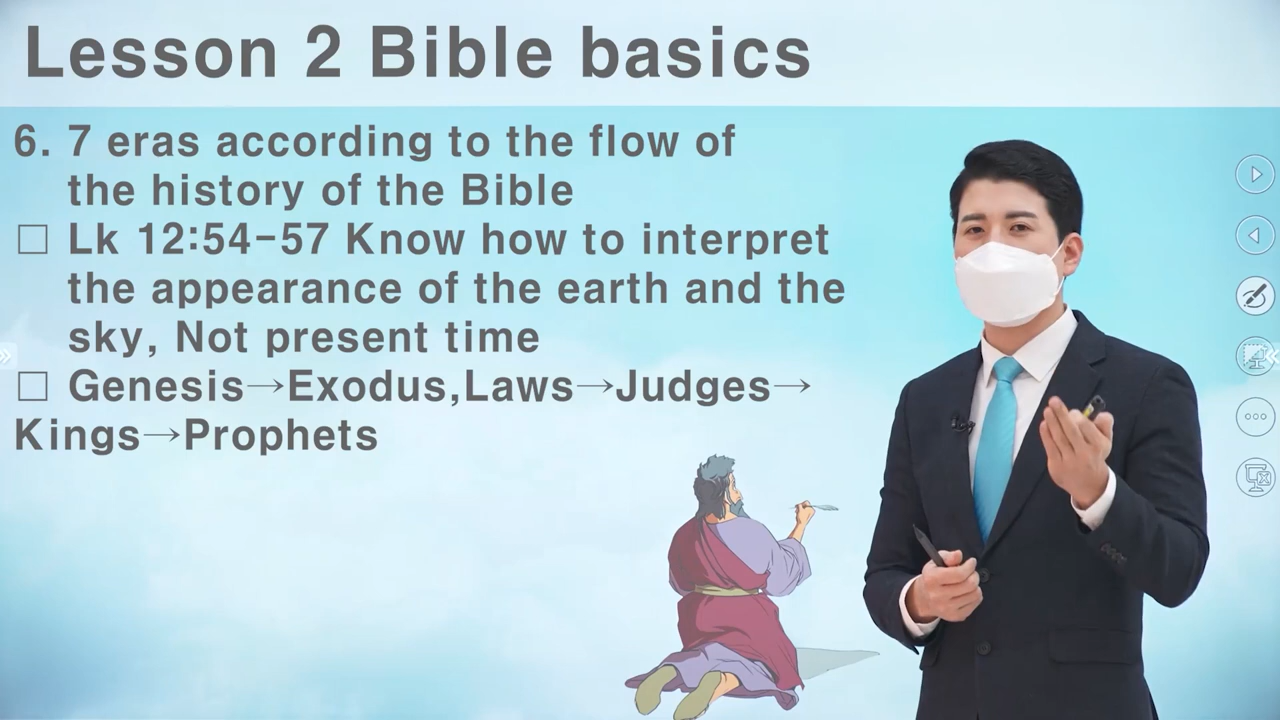 Lesson 2 Bible basics
6. 7 eras according to the flow of
the history of the Bible
□ Lk 12:54-57 Know how to interpret
the appearance of the earth and the
sky, Not present time
□ Genesis→Exodus,Laws→Judges→
Kings→Prophets